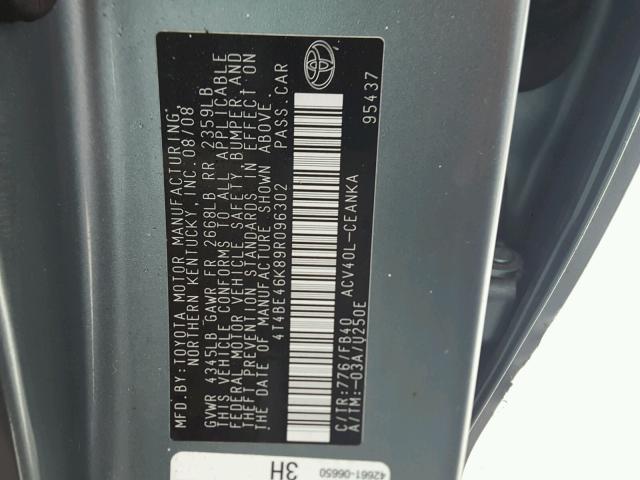 MFD. BY: TOYOTA MOTOR MANUFACTURING,
NORTHERN KENTUCKY, INC. 08/08
GVWR 4345LB GAWR FR 2668LB RR 2359LB
THIS VEHICLE CONFORMS TO ALL APPLICABLE
FEDERAL MOTOR VEHICLE SAFETY BUMPER AND
THEFT PREVENTION STANDARDS IN EFFECT ON
THE DATE OF MANUFACTURE SHOWN ABOVE.
4T4BE46K89R096302 PASS. CAR
C/TR:776/FB40 ACV40L-CEANKA
A/TM:-03A/U250E
95437
42661-06650
3H